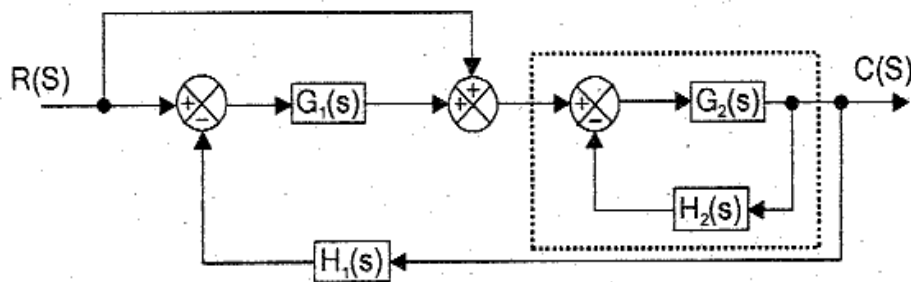 R(S)
G₁(s)
G₂(s)
C(S)
H₂(s)
H₁(s)
+
-
+
+
+
-